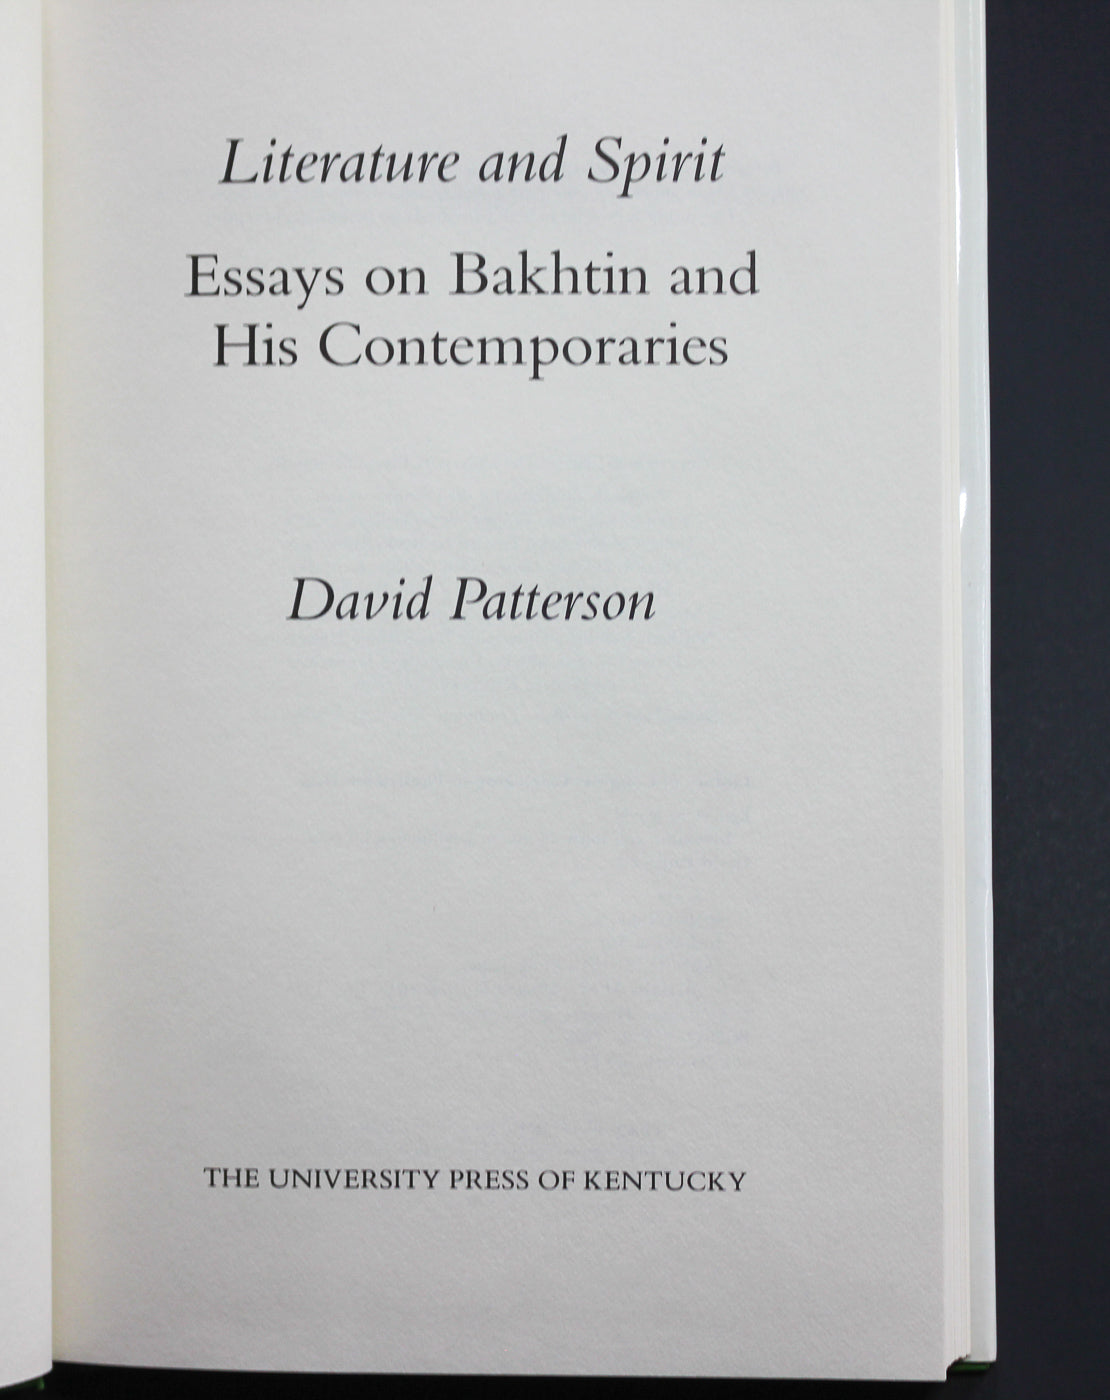 Literature and Spirit
Essays on Bakhtin and
His Contemporaries
David Patterson
THE UNIVERSITY PRESS OF KENTUCKY